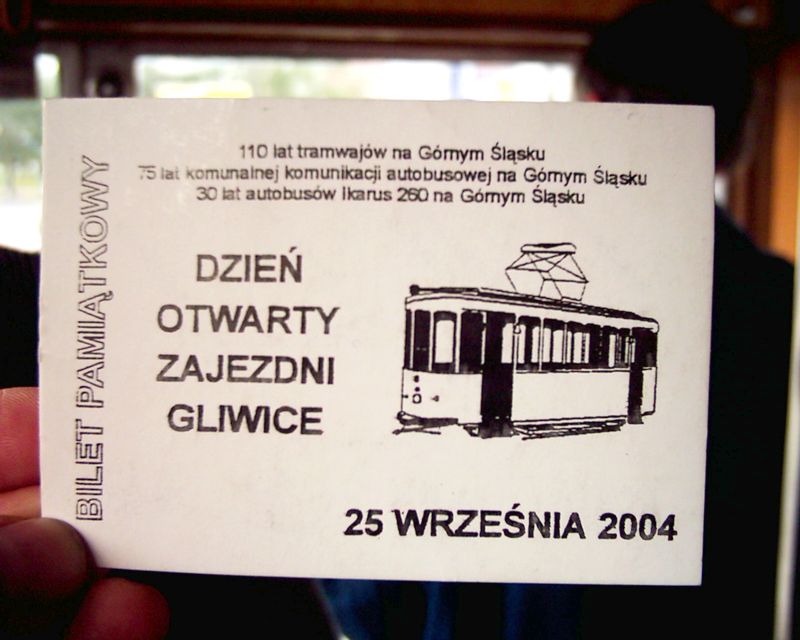 BILET PAMIĄTKOWY
110 lat tramwajów na Górnym Śląsku
75 lat komunalnej komunikacji autobusowej na Górnym Śląsku
30 lat autobusów Ikarus 260 na Górnym Śląsku
DZIEŃ
OTWARTY
ZAJEZDNI
GLIWICE
25 WRZEŚNIA 2004